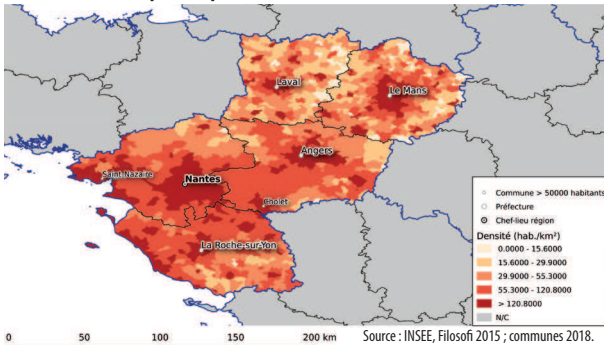 Laval
Le Mans
Angers
Saint-Nazaire
Nantes
Cholet
La Roche-sur-Yon
Commune > 50000 habitants
Préfecture
Chef-lieu région
Densité (hab./km²)
0.0000 - 15.6000
15.6000 - 29.9000
29.9000 - 55.3000
55.3000 - 120.8000
> 120.8000
N/C
0 50 100 150 200 km
Source : INSEE, Filosofi 2015 ; communes 2018.